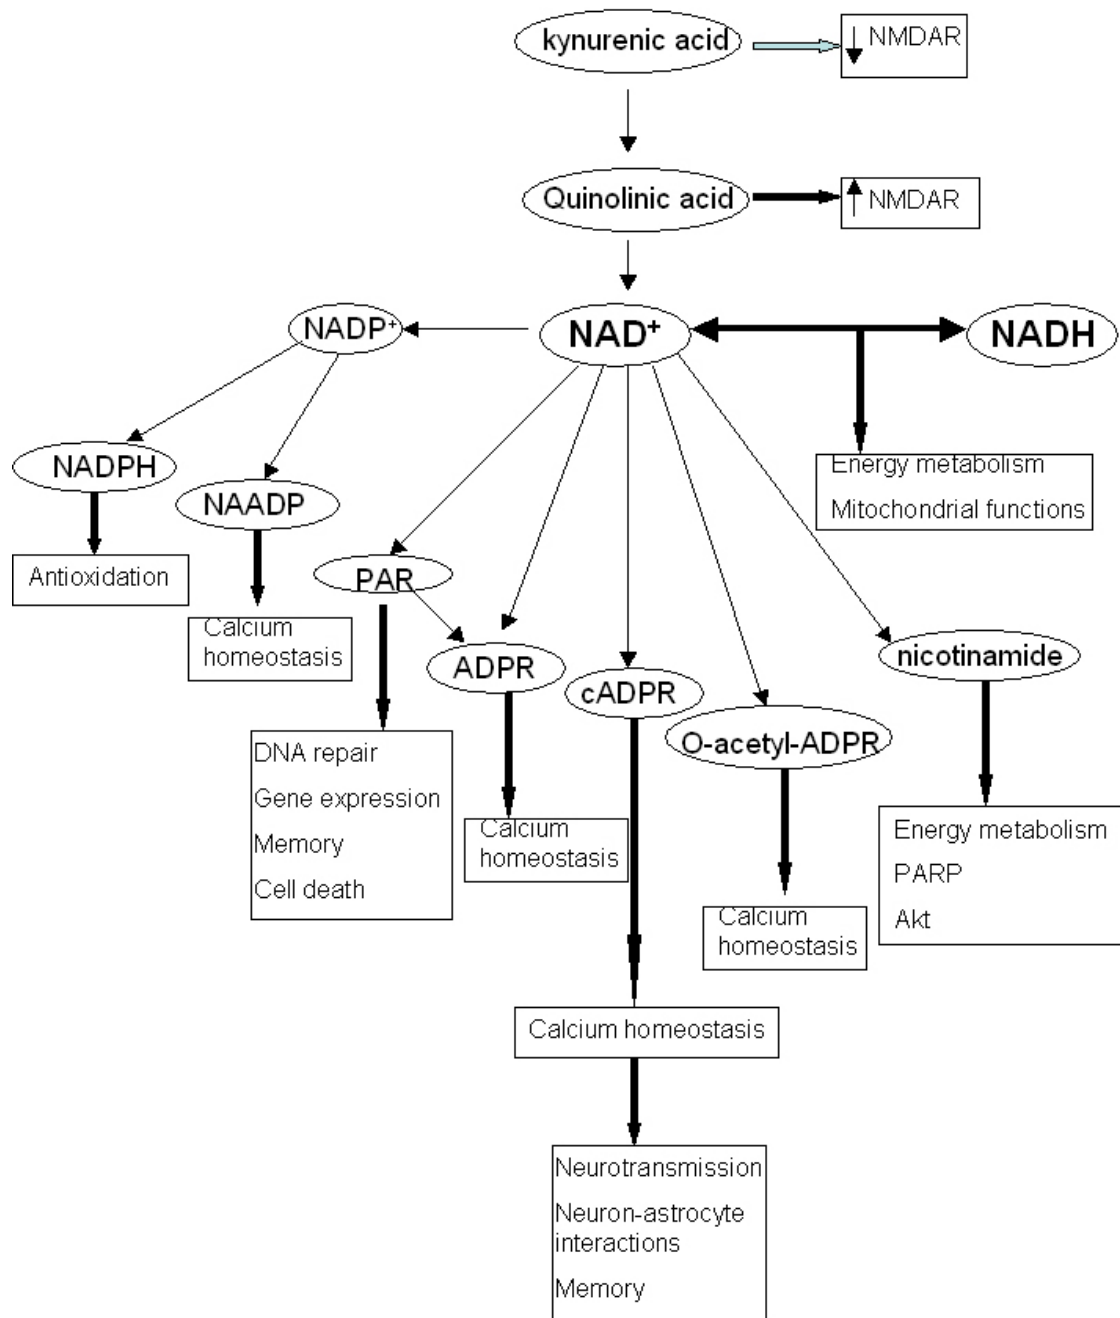 kynurenic acid
NMDAR
Quinolinic acid
NMDAR
NADP+
NAD+
NADH
NADPH
NAADP
Energy metabolism
Mitochondrial functions
Antioxidation
PAR
Calcium
homeostasis
ADPR
cADPR
nicotinamide
O-acetyl-ADPR
DNA repair
Gene expression
Memory
Cell death
Calcium
homeostasis
Energy metabolism
PARP
Akt
Calcium
homeostasis
Calcium homeostasis
Neurotransmission
Neuron-astrocyte
interactions
Memory